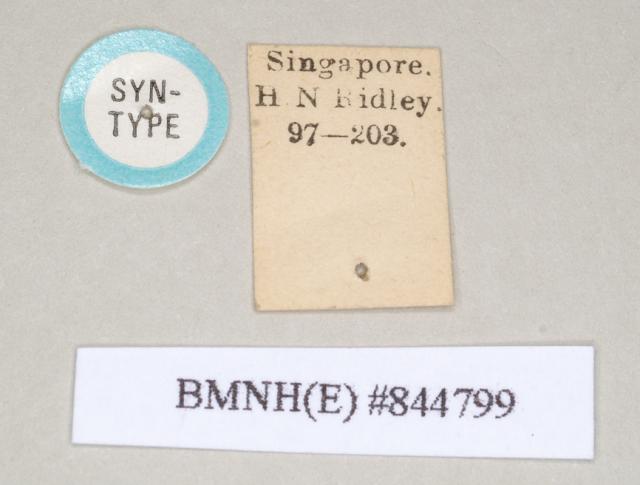 SYN-
TYPE
Singapore.
H N Ridley.
97—203.
BMNH(E) #844799